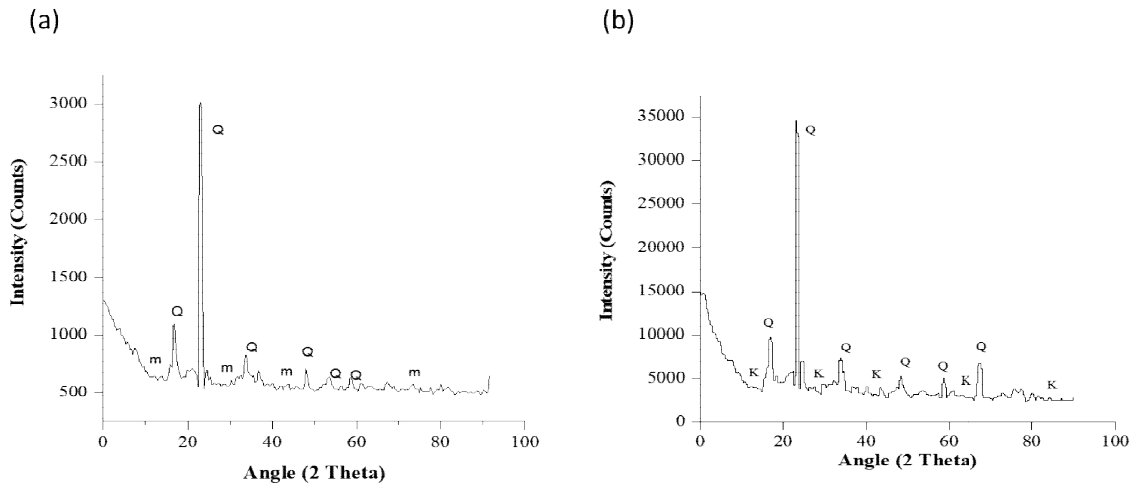 (a)
(b)
3000
2500
2000
1500
1000
500
Intensity (Counts)
Q
Q
Q
Q
Q
Q
m
m
m
m
0
20
40
60
80
100
Angle (2 Theta)
35000
30000
25000
20000
15000
10000
5000
0
Intensity (Counts)
Q
Q
Q
Q
Q
Q
K
K
K
K
K
0
20
40
60
80
100
Angle (2 Theta)